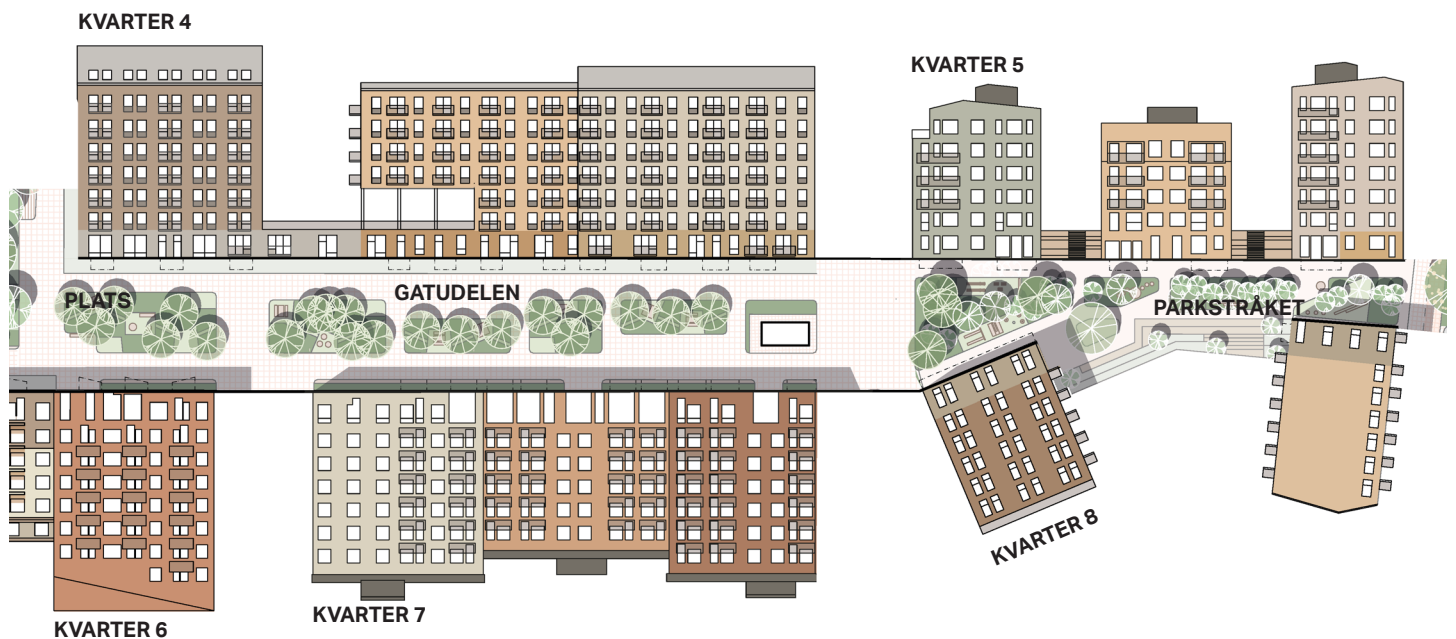 KVARTER 4
KVARTER 5
PLATS
GATUDELEN
PARKSTRÅKET
KVARTER 8
KVARTER 7
KVARTER 6